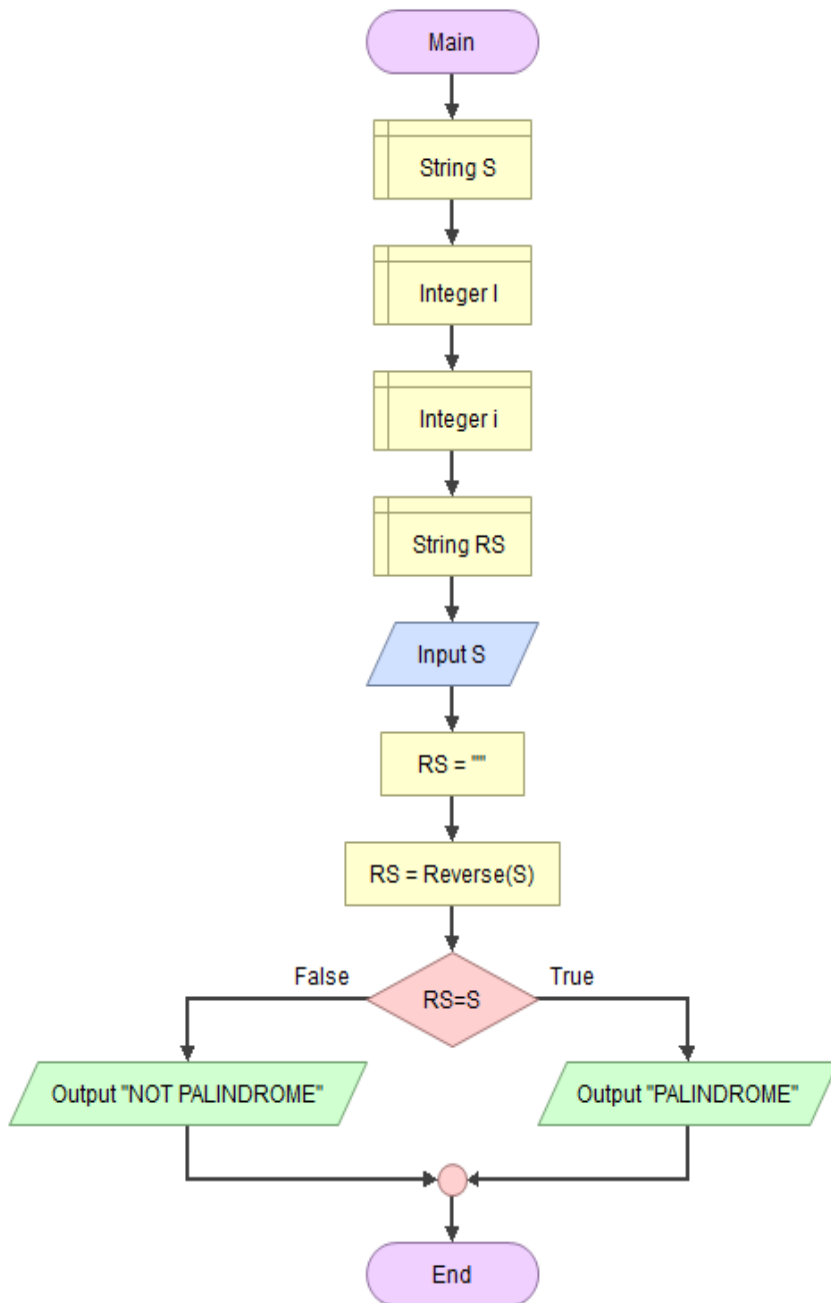 Main
String S
Integer l
Integer i
String RS
Input S
RS = ""
RS = Reverse(S)
False
True
RS=S
Output "NOT PALINDROME"
Output "PALINDROME"
End